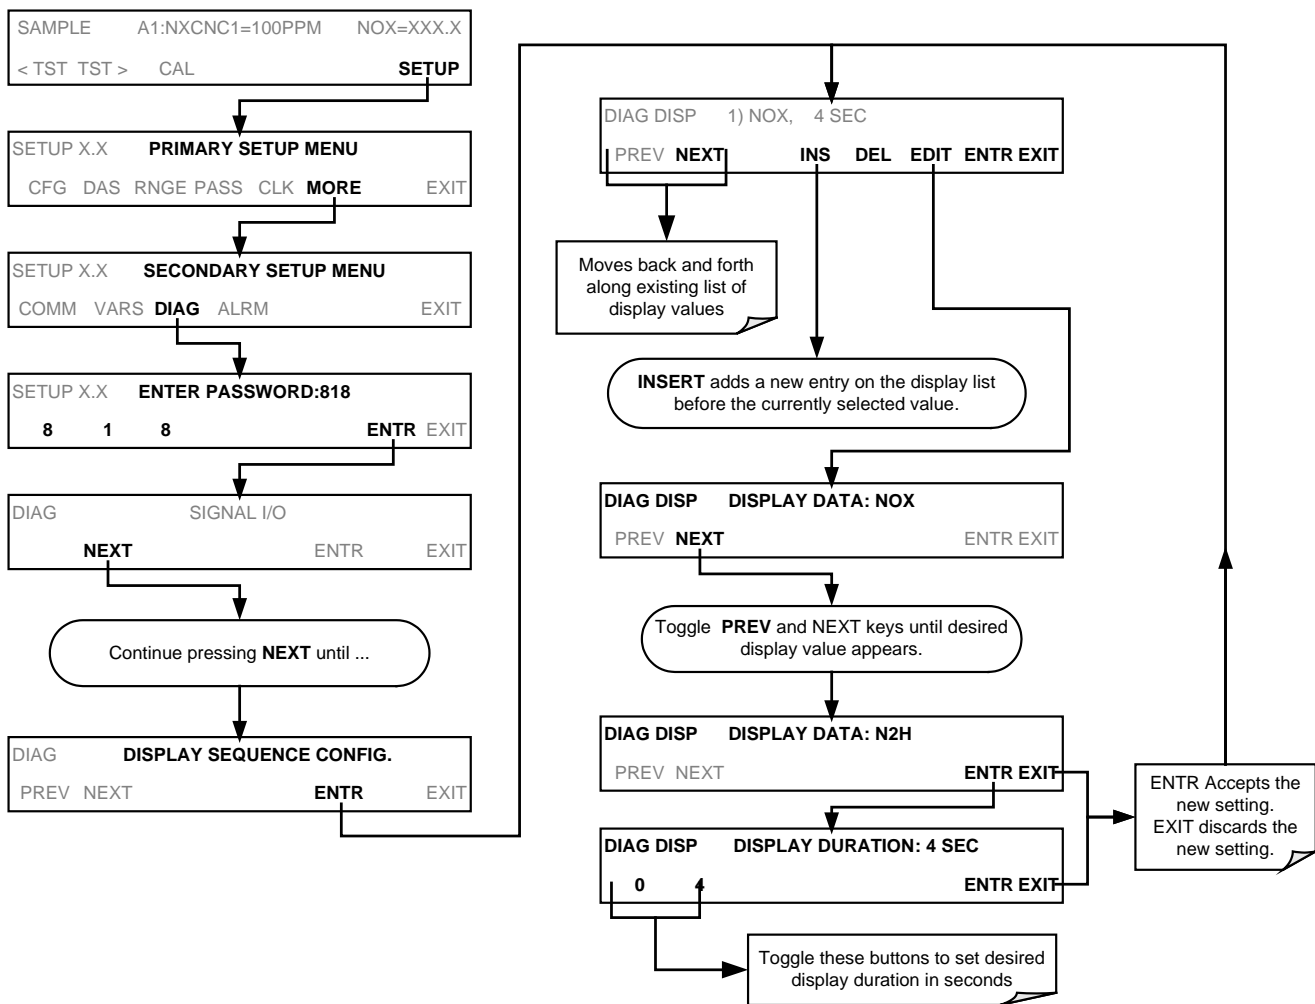 SAMPLE A1:NXCNC1=100PPM NOX=XXX.X
< TST TST > CAL SETUP
SETUP X.X PRIMARY SETUP MENU
CFG DAS RNGE PASS CLK MORE EXIT
SETUP X.X SECONDARY SETUP MENU
COMM VARS DIAG ALRM EXIT
SETUP X.X ENTER PASSWORD:818
8 1 8 ENTR EXIT
DIAG SIGNAL I/O
NEXT ENTR EXIT
Continue pressing NEXT until ...
DIAG DISPLAY SEQUENCE CONFIG.
PREV NEXT ENTR EXIT
DIAG DISP 1) NOX, 4 SEC
PREV NEXT INS DEL EDIT ENTR EXIT
Moves back and forth
along existing list of
display values
INSERT adds a new entry on the display list
before the currently selected value.
DIAG DISP DISPLAY DATA: NOX
PREV NEXT ENTR EXIT
Toggle PREV and NEXT keys until desired
display value appears.
DIAG DISP DISPLAY DATA: N2H
PREV NEXT ENTR EXIT
DIAG DISP DISPLAY DURATION: 4 SEC
0 4 ENTR EXIT
Toggle these buttons to set desired
display duration in seconds
ENTR Accepts the
new setting.
EXIT discards the
new setting.